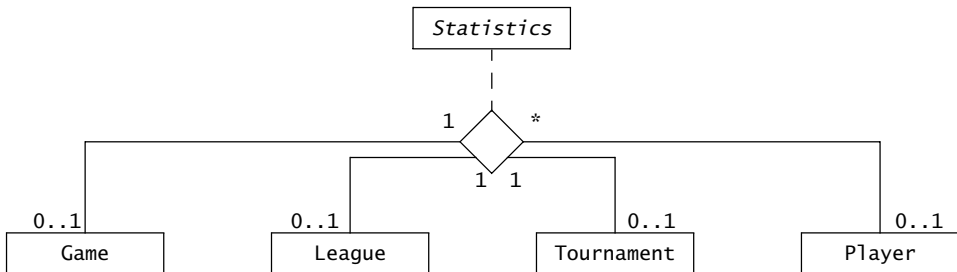 Statistics
1 *
1 1
0..1 0..1 0..1 0..1
Game League Tournament Player